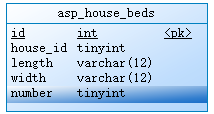 asp_house_beds
id int <pk>
house_id tinyint
length varchar(12)
width varchar(12)
number tinyint